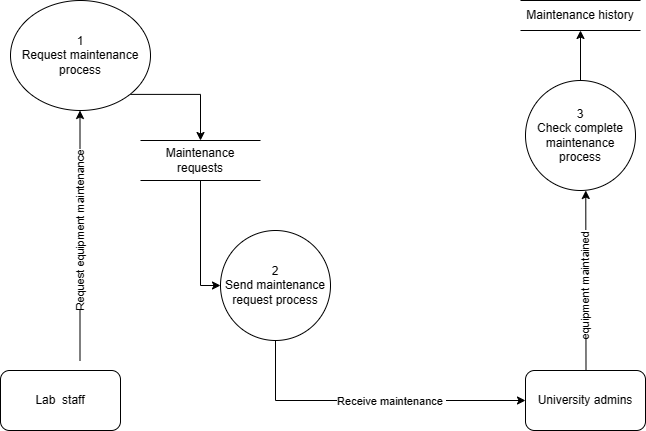 1
Request maintenance
process
Request equipment maintenance
Lab  staff
Maintenance
requests
2
Send maintenance
request process
Receive maintenance
University admins
equipment maintained
3
Check complete
maintenance
process
Maintenance history